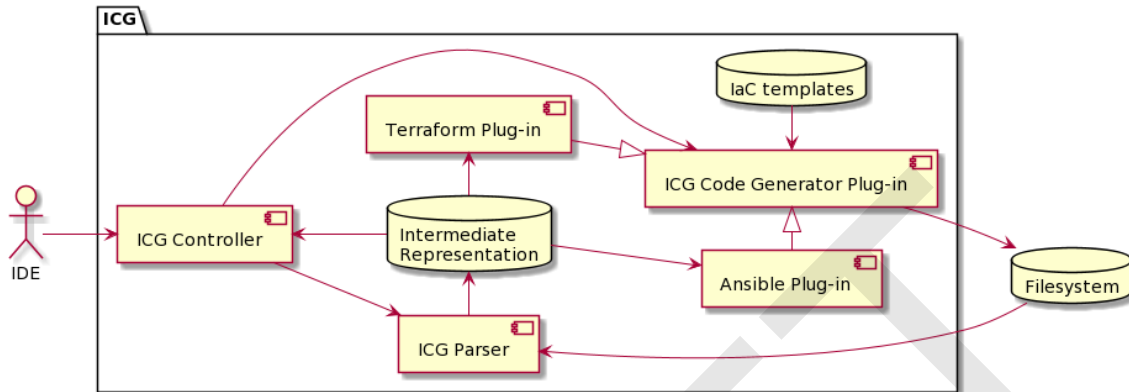 ICG
IaC templates
Terraform Plug-in
ICG Code Generator Plug-in
ICG Controller
Intermediate
Representation
IDE
Ansible Plug-in
Filesystem
ICG Parser